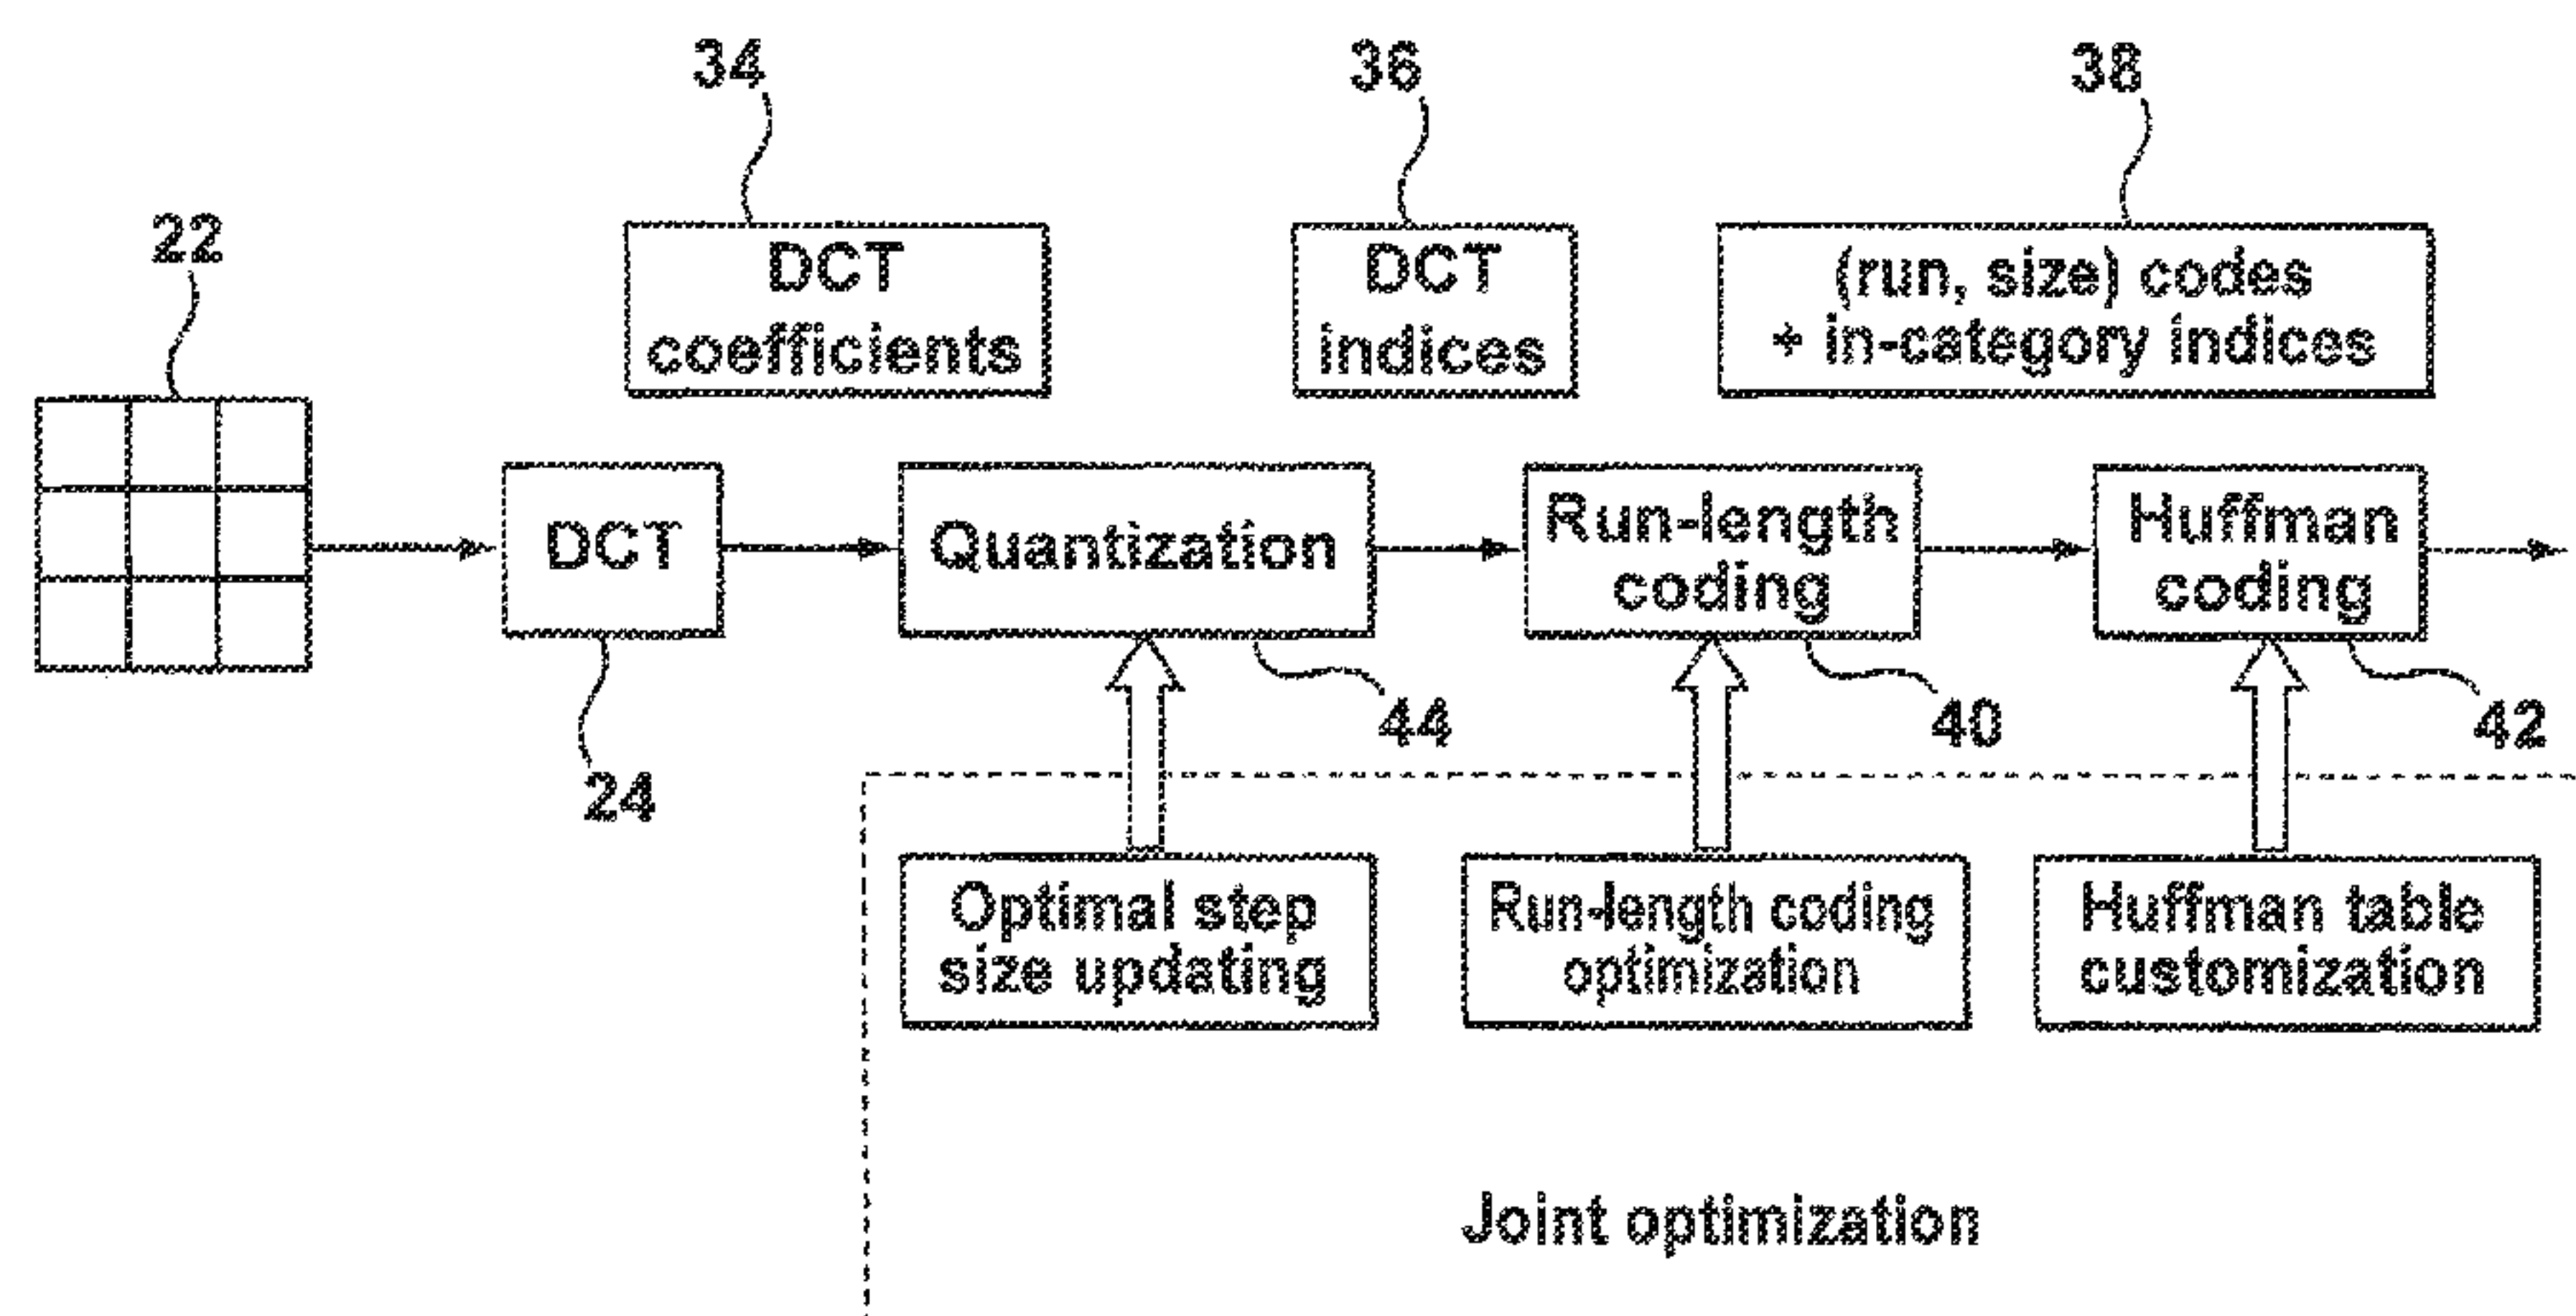 34
36
38
22
DCT
coefficients
DCT
indices
(run, size) codes
+ in-category indices
DCT
Quantization
Run-length
coding
Huffman
coding
44
40
42
24
Optimal step
size updating
Run-length coding
optimization
Huffman table
customization
Joint optimization